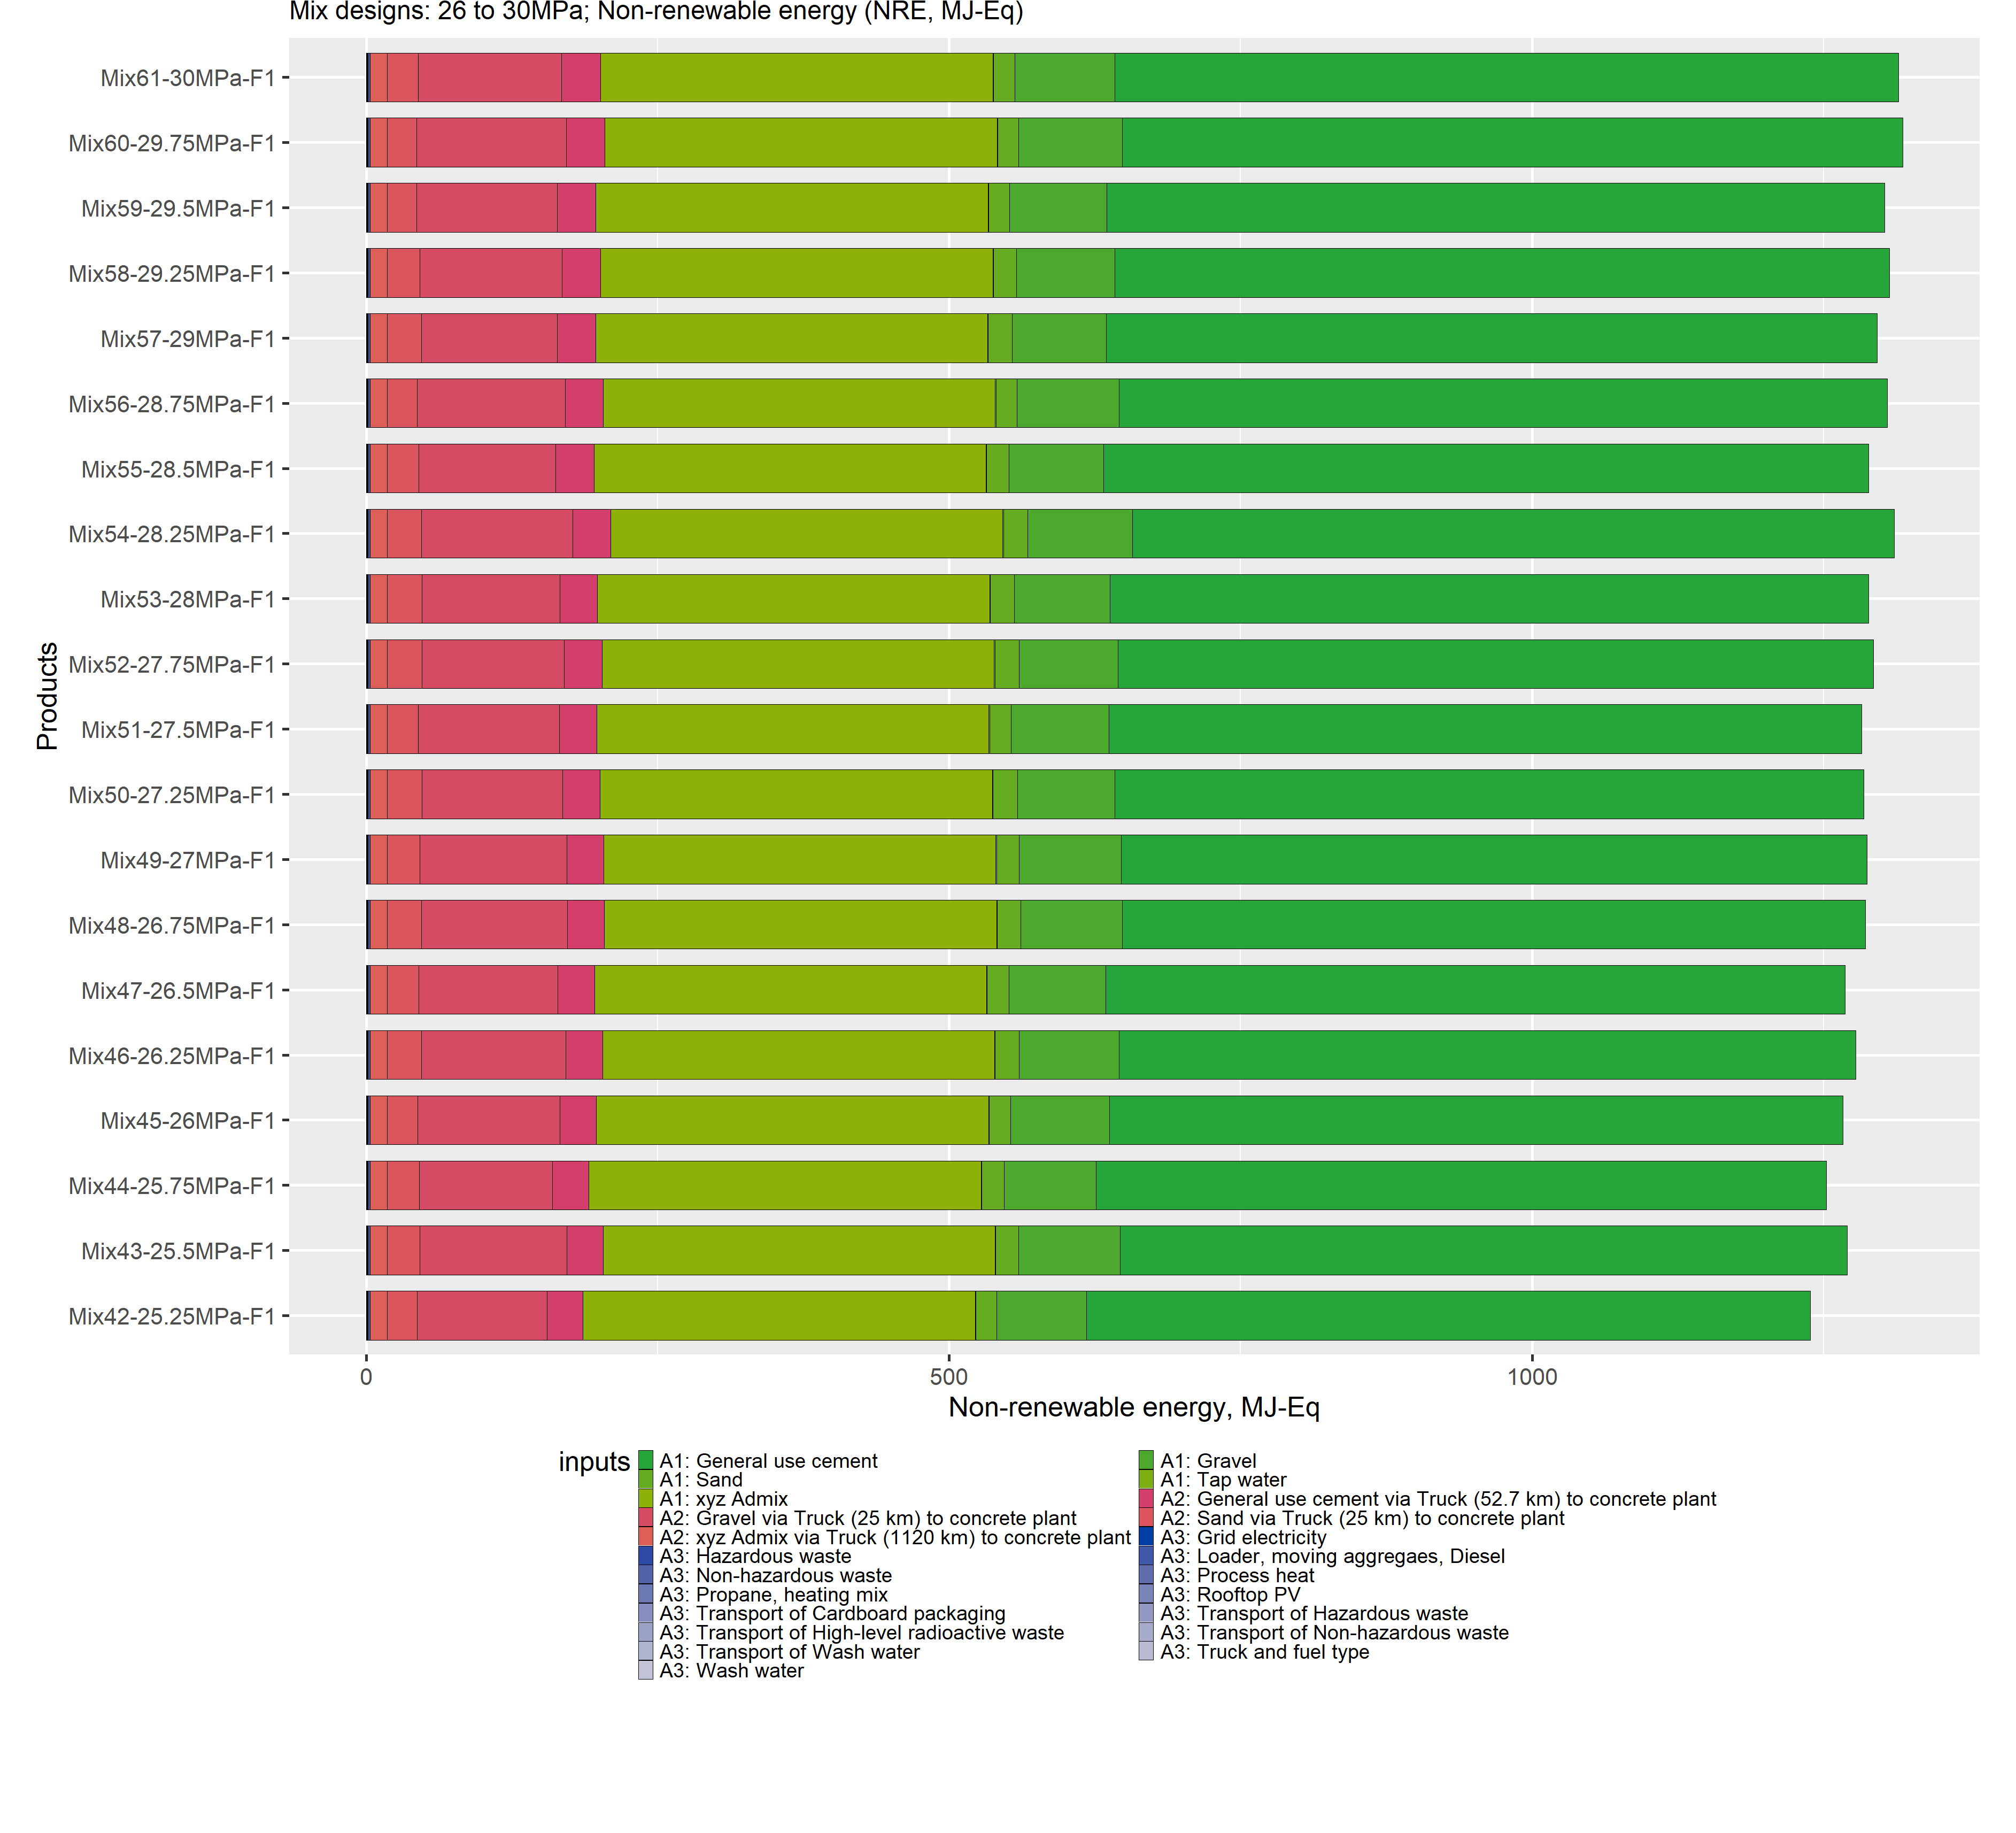 Mix designs: 26 to 30MPa; Non-renewable energy (NRE, MJ-Eq)
Mix61-30MPa-F1
Mix60-29.75MPa-F1
Mix59-29.5MPa-F1
Mix58-29.25MPa-F1
Mix57-29MPa-F1
Mix56-28.75MPa-F1
Mix55-28.5MPa-F1
Mix54-28.25MPa-F1
Mix53-28MPa-F1
Mix52-27.75MPa-F1
Mix51-27.5MPa-F1
Mix50-27.25MPa-F1
Mix49-27MPa-F1
Mix48-26.75MPa-F1
Mix47-26.5MPa-F1
Mix46-26.25MPa-F1
Mix45-26MPa-F1
Mix44-25.75MPa-F1
Mix43-25.5MPa-F1
Mix42-25.25MPa-F1
Products
0 500 1000
Non-renewable energy, MJ-Eq
inputs
A1: General use cement
A1: Gravel
A1: Sand
A1: Tap water
A1: xyz Admix
A2: General use cement via Truck (52.7 km) to concrete plant
A2: Gravel via Truck (25 km) to concrete plant
A2: Sand via Truck (25 km) to concrete plant
A2: xyz Admix via Truck (1120 km) to concrete plant
A3: Grid electricity
A3: Hazardous waste
A3: Loader, moving aggregaes, Diesel
A3: Non-hazardous waste
A3: Process heat
A3: Propane, heating mix
A3: Rooftop PV
A3: Transport of Cardboard packaging
A3: Transport of Hazardous waste
A3: Transport of High-level radioactive waste
A3: Transport of Non-hazardous waste
A3: Transport of Wash water
A3: Truck and fuel type
A3: Wash water